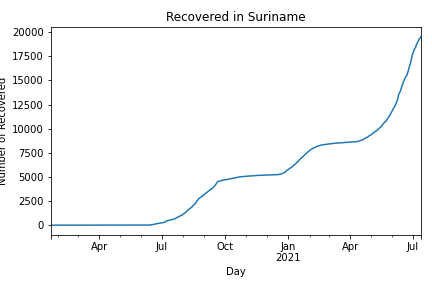 Recovered in Suriname
20000
17500
15000
12500
10000
7500
5000
2500
0
Number of Recovered
Apr
Jul
Oct
Jan
2021
Apr
Jul
Day